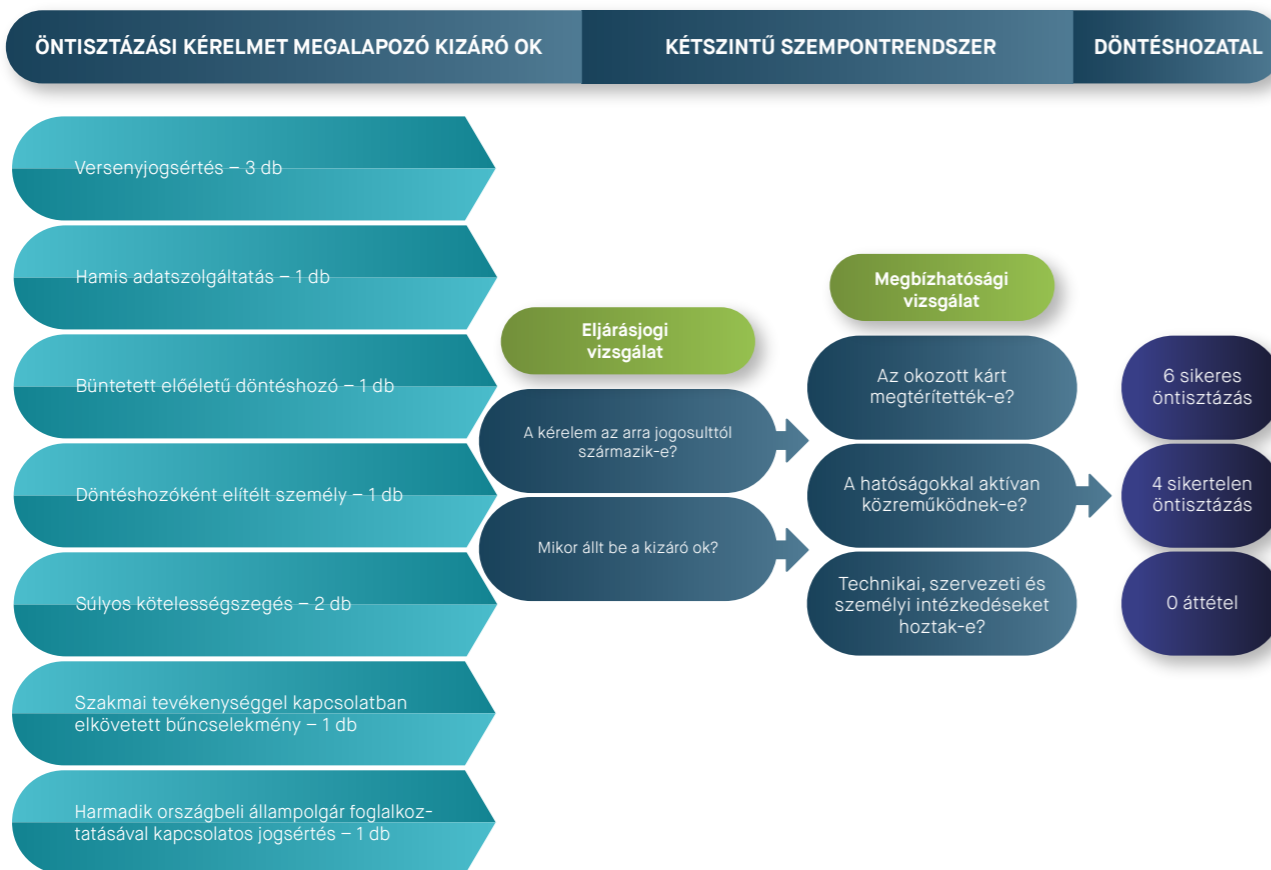 ÖNTISZTÁZÁSI KÉRELMET MEGALAPOZÓ KIZÁRÓ OK
KÉTSZINTŰ SZEMPONTRENDSZER
DÖNTÉSHOZATAL
Versenyjogsértés – 3 db
Hamis adatszolgáltatás – 1 db
Büntetett előéletű döntéshozó – 1 db
Döntéshozóként elítélt személy – 1 db
Súlyos kötelességszegés – 2 db
Szakmai tevékenységgel kapcsolatban
elkövetett bűncselekmény – 1 db
Harmadik országbeli állampolgár foglalkoz-
tatásával kapcsolatos jogsértés – 1 db
Eljárásjogi
vizsgálat
A kérelem az arra jogosulttól
származik-e?
Mikor állt be a kizáró ok?
Megbízhatósági
vizsgálat
Az okozott kárt
megtérítették-e?
A hatóságokkal aktívan
közreműködnek-e?
Technikai, szervezeti és
személyi intézkedéseket
hoztak-e?
6 sikeres
öntisztázás
4 sikertelen
öntisztázás
0 áttétel